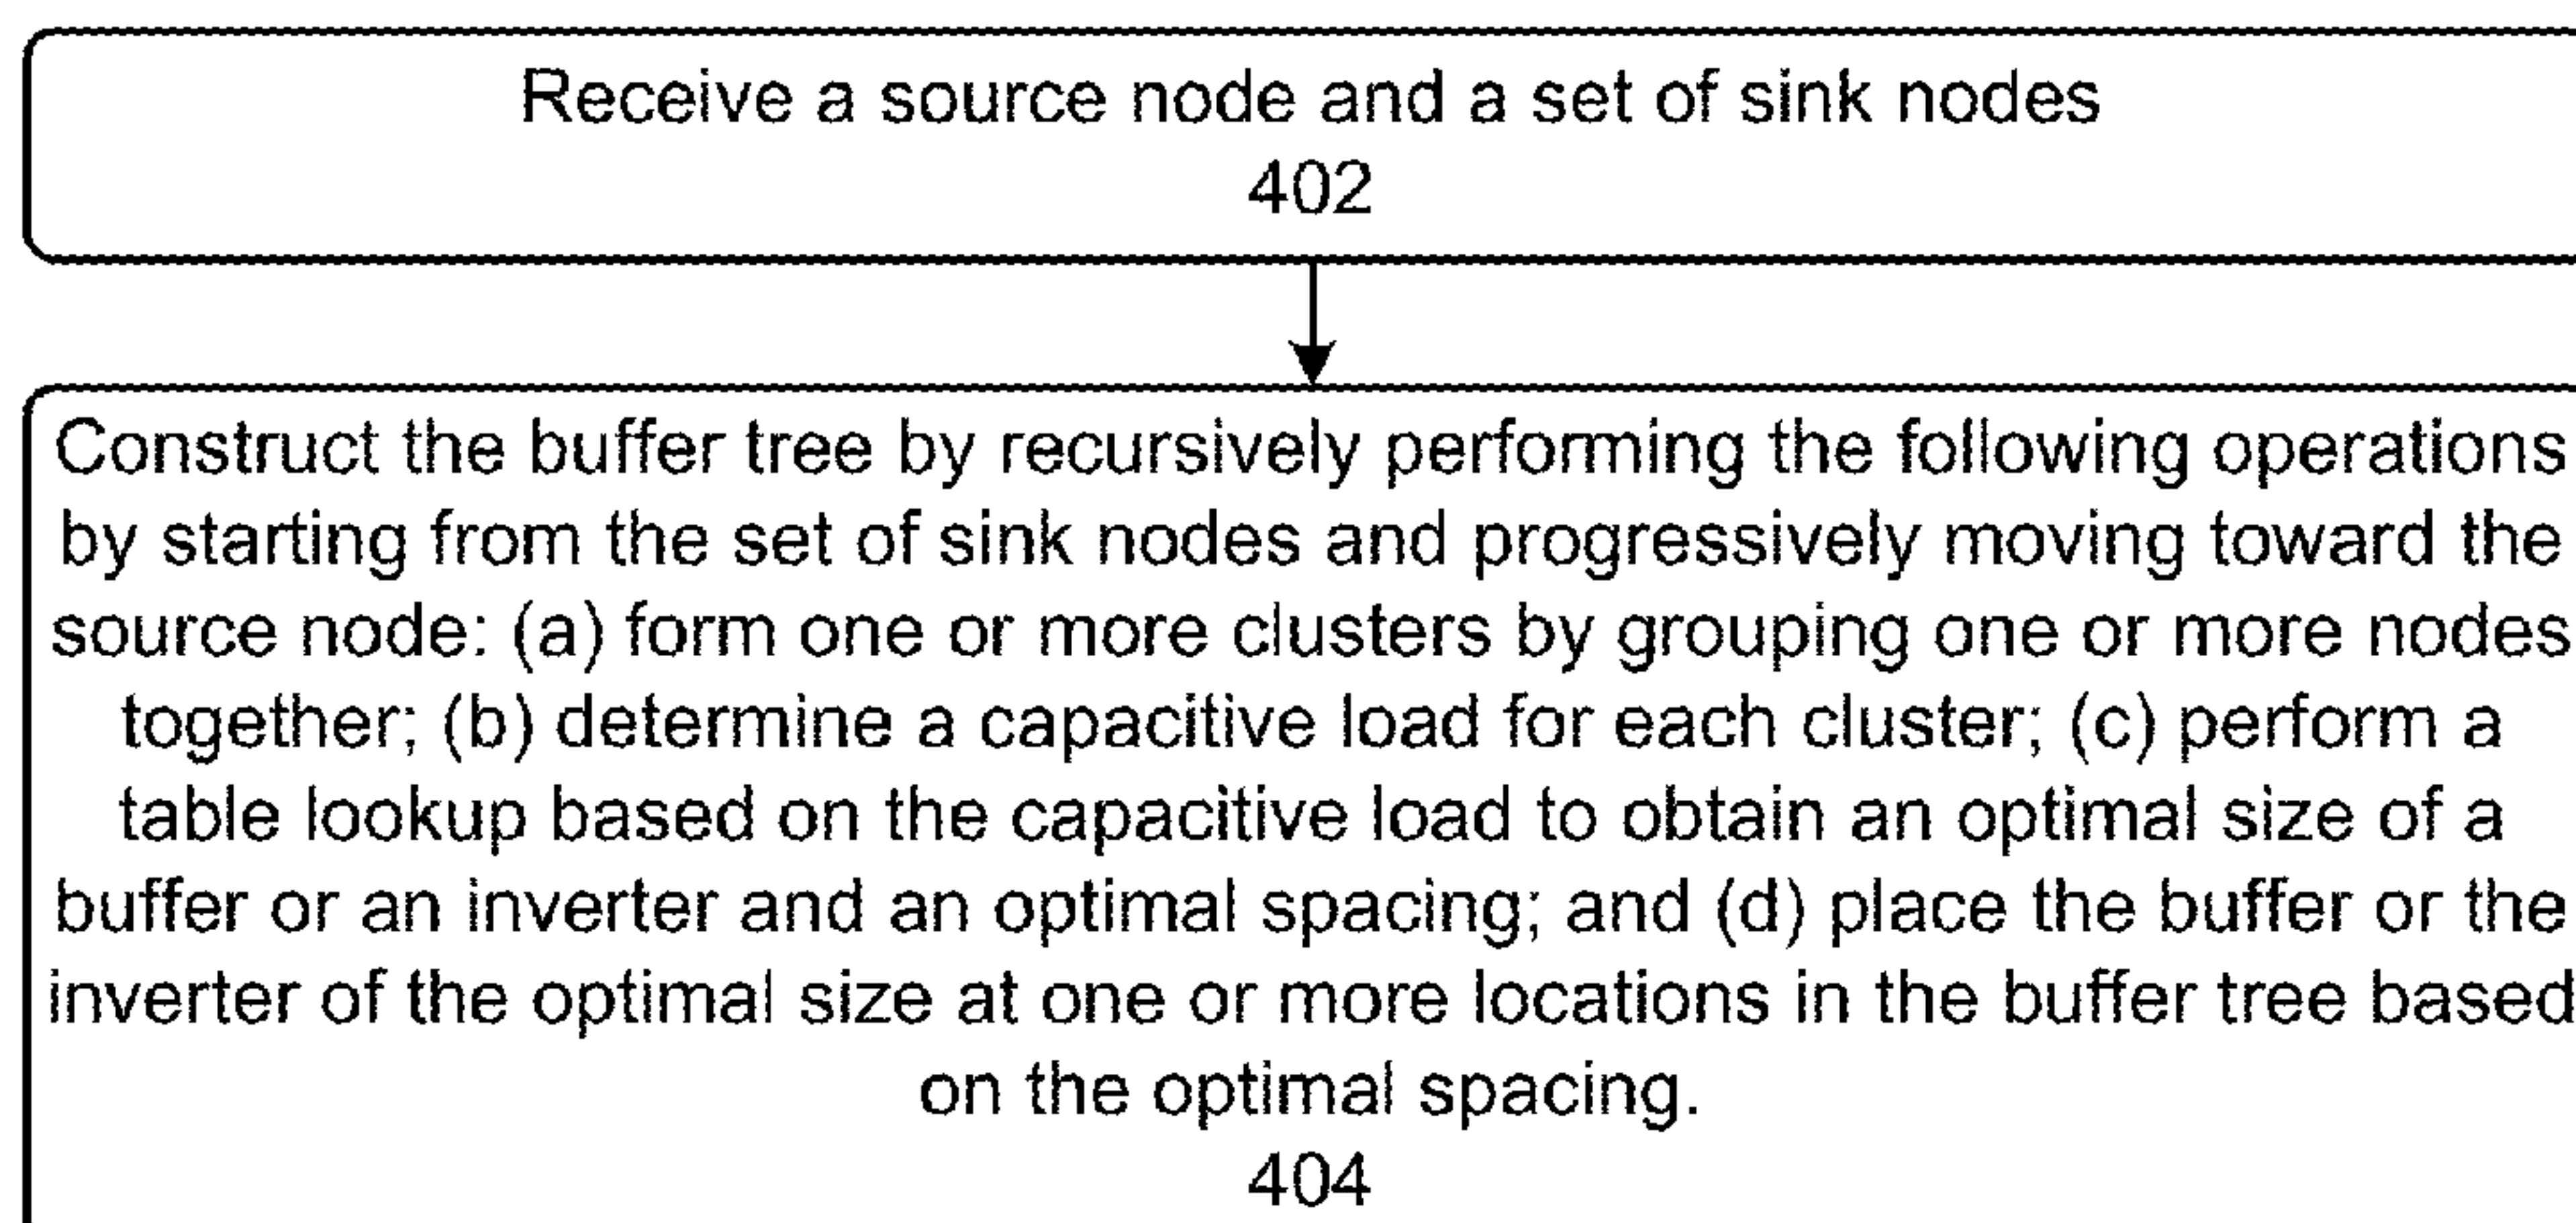 Receive a source node and a set of sink nodes
402
Construct the buffer tree by recursively performing the following operations
by starting from the set of sink nodes and progressively moving toward the
source node: (a) form one or more clusters by grouping one or more nodes
together; (b) determine a capacitive load for each cluster; (c) perform a
table lookup based on the capacitive load to obtain an optimal size of a
buffer or an inverter and an optimal spacing; and (d) place the buffer or the
inverter of the optimal size at one or more locations in the buffer tree based
on the optimal spacing.
404